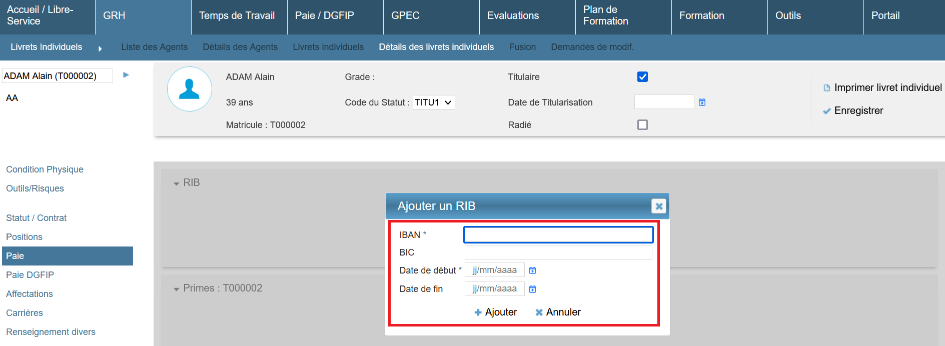 Accueil / Libre-Service
GRH
Temps de Travail
Paie / DGFIP
GPEC
Evaluations
Plan de Formation
Formation
Outils
Portail
Livrets Individuels
Liste des Agents
Détails des Agents
Livrets individuels
Détails des livrets individuels
Fusion
Demandes de modif.
ADAM Alain (T000002)
AA
ADAM Alain
Grade :
Titulaire
39 ans
Code du Statut : TITU1
Date de Titularisation
Matricule : T000002
Radié
Imprimer livret individuel
Enregistrer
Condition Physique
Outils/Risques
Statut / Contrat
Positions
Paie
Paie DGFIP
Affectations
Carrières
Renseignement divers
RIB
Primes : T000002
Ajouter un RIB
IBAN *
BIC
Date de début * jj/mm/aaaa
Date de fin jj/mm/aaaa
Ajouter
Annuler